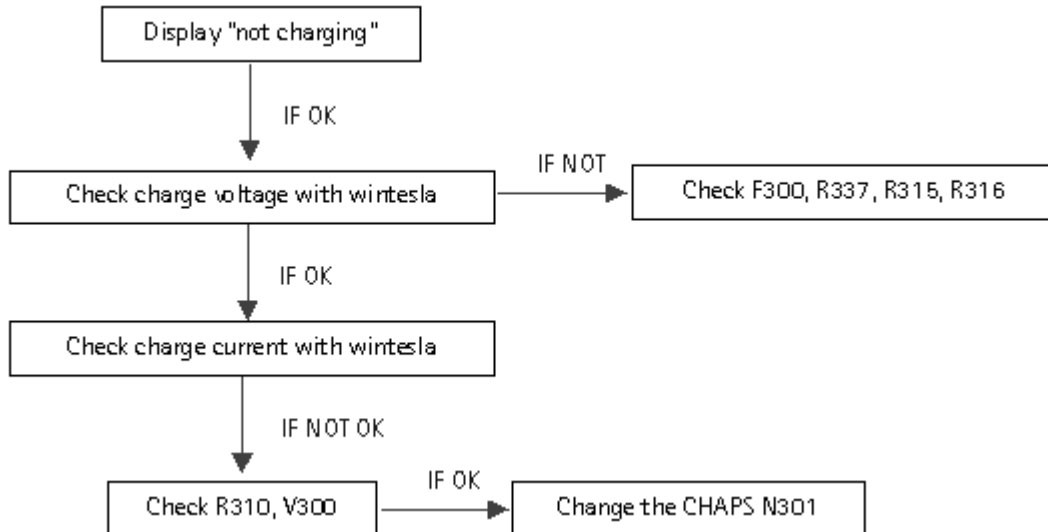 Display "not charging"
IF OK
Check charge voltage with wintesla
IF NOT
Check F300, R337, R315, R316
IF OK
Check charge current with wintesla
IF NOT OK
Check R310, V300
IF OK
Change the CHAPS N301